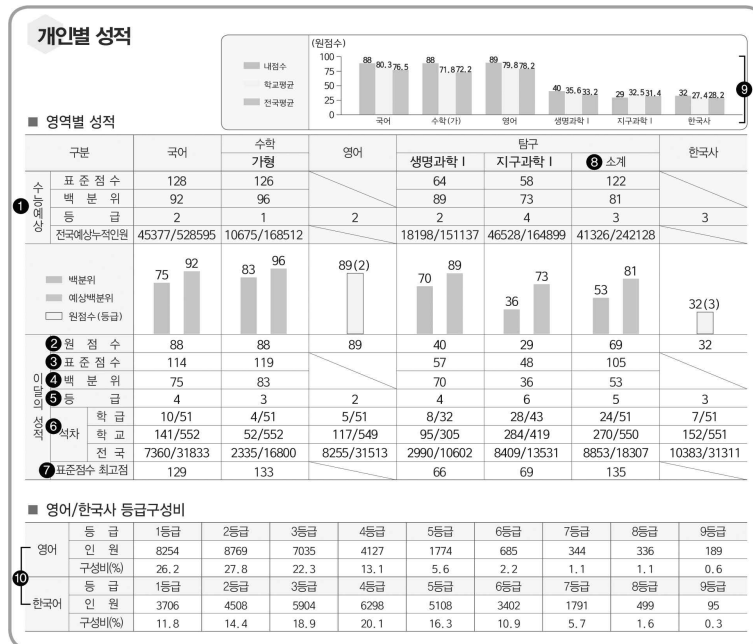 개인별 성적
(원점수)
내점수
학교평균
전국평균
100
75
50
25
0
88 80.3 76.5
88 71.8 72.2
89 79.8 78.2
40 35.6 33.2
29 32.5 31.4
32 27.4 28.2
국어 수학(가) 영어 생명과학Ⅰ 지구과학Ⅰ 한국사
9
■ 영역별 성적
구분 국어 수학 영어 탐구 한국사
가형 생명과학Ⅰ 지구과학Ⅰ 8 소계
1 수능예상
표준점수 128 126 64 58 122
백분위 92 96 89 73 81
등급 2 1 2 2 4 3 3
전국예상누적인원 45377/528595 10675/168512 18198/151137 46528/164899 41326/242128
백분위
예상백분위
원점수(등급)
75 92 83 96 89(2) 70 89 36 73 53 81 32(3)
이달의 성적
2 원점수 88 88 89 40 29 69 32
3 표준점수 114 119 57 48 105
4 백분위 75 83 70 36 53
5 등급 4 3 2 4 6 5 3
6 석차 학급 10/51 4/51 5/51 8/32 28/43 24/51 7/51
학교 141/552 52/552 117/549 95/305 284/419 270/550 152/551
전국 7360/31833 2335/16800 8255/31513 2990/10602 8409/13531 8853/18307 10383/31311
7 표준점수 최고점 129 133 66 69 135
■ 영어/한국사 등급구성비
10
영어
등급 1등급 2등급 3등급 4등급 5등급 6등급 7등급 8등급 9등급
인원 8254 8769 7035 4127 1774 685 344 336 189
구성비(%) 26.2 27.8 22.3 13.1 5.6 2.2 1.1 1.1 0.6
한국어
등급 1등급 2등급 3등급 4등급 5등급 6등급 7등급 8등급 9등급
인원 3706 4508 5904 6298 5108 3402 1791 499 95
구성비(%) 11.8 14.4 18.9 20.1 16.3 10.9 5.7 1.6 0.3